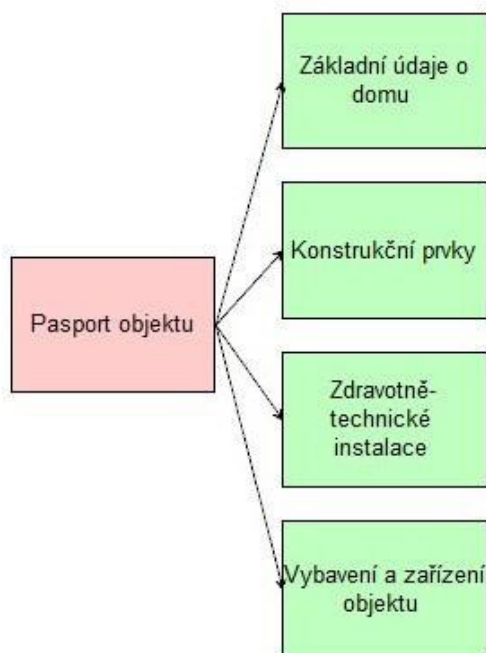 Základní údaje o
domu
Konstrukční prvky
Pasport objektu
Zdravotně-
technické
instalace
Vybavení a zařízení
objektu